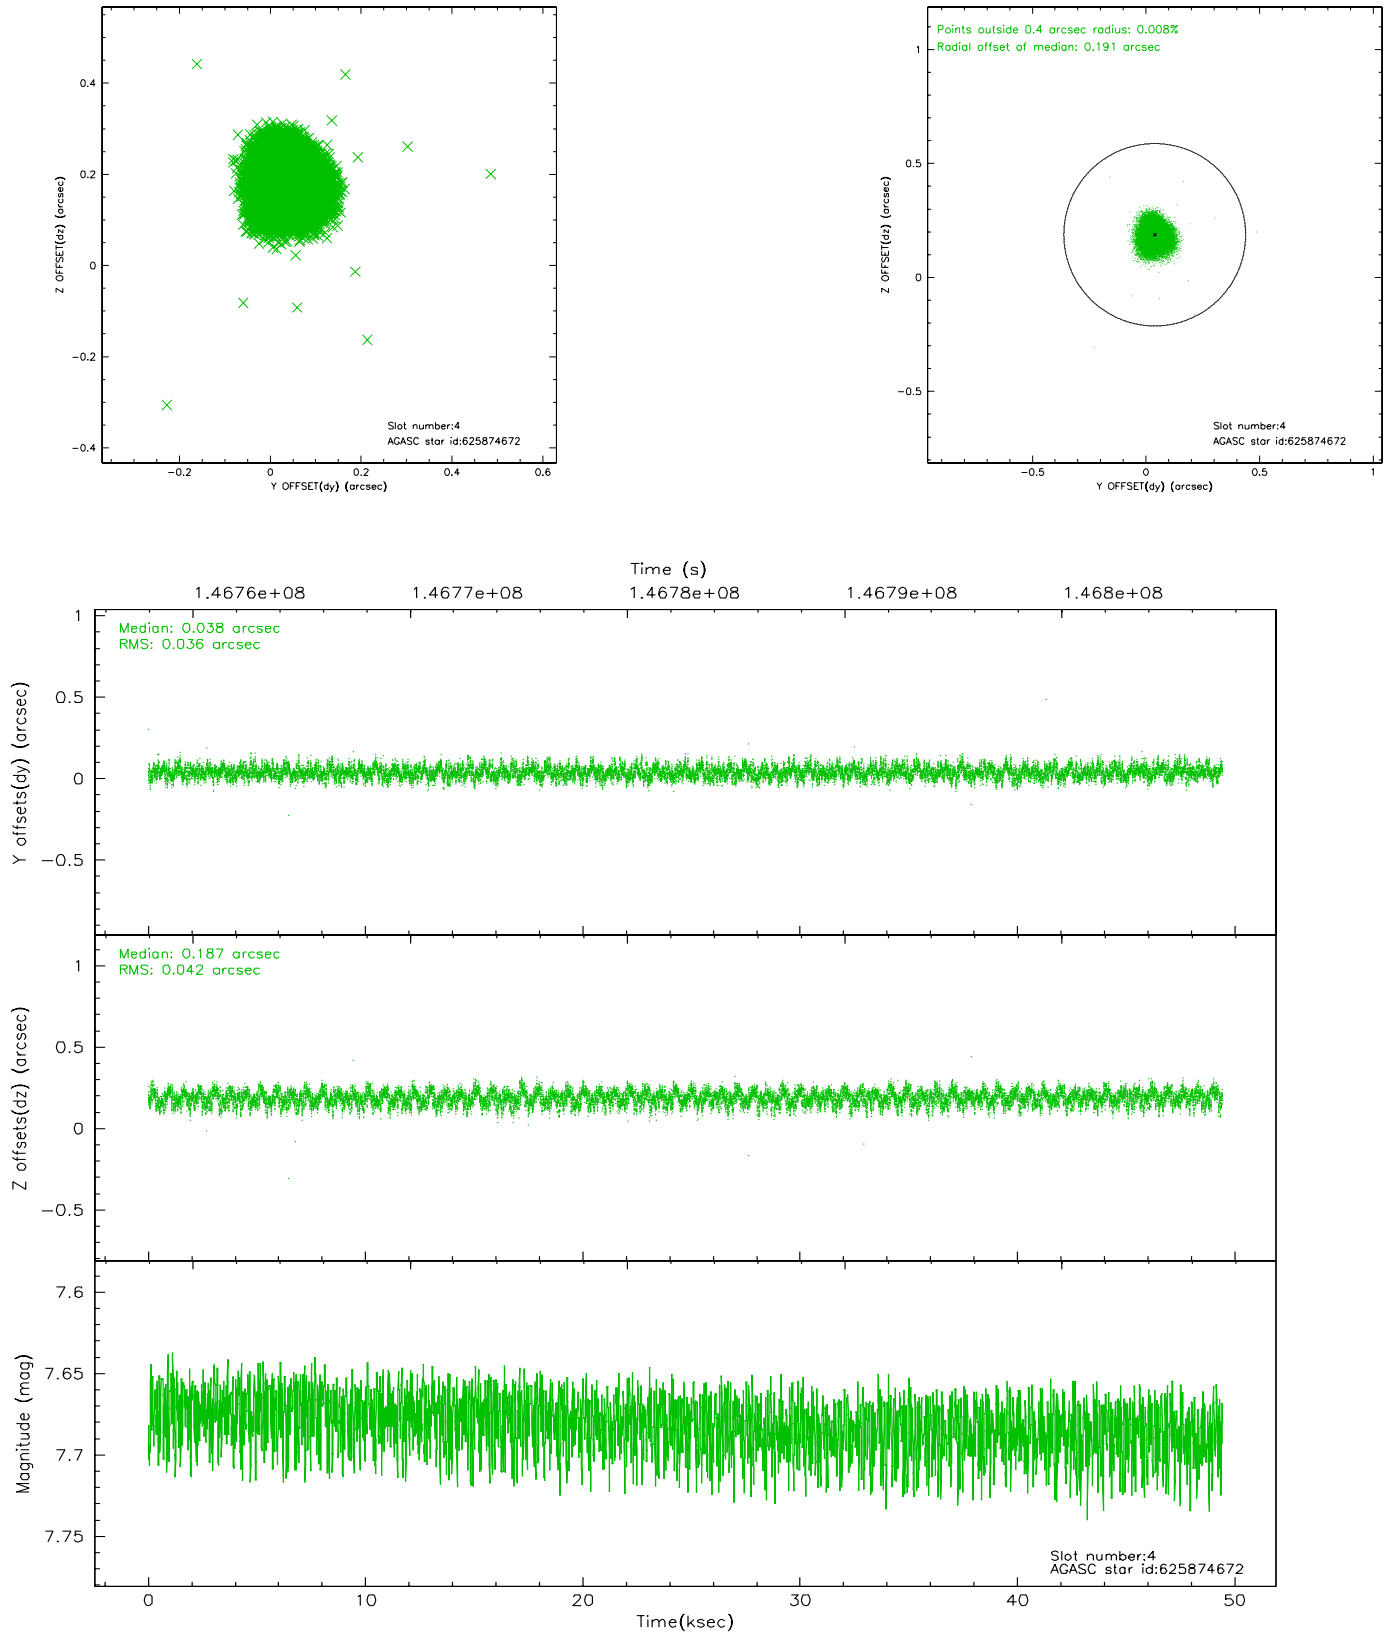 0.4
0.2
0
−0.2
−0.4
Z OFFSET(dz) (arcsec)
Slot number:4
AGASC star id:625874672
−0.2
0
0.2
0.4
0.6
Y OFFSET(dy) (arcsec)
Points outside 0.4 arcsec radius: 0.008%
Radial offset of median: 0.191 arcsec
1
0.5
0
−0.5
Z OFFSET(dz) (arcsec)
Slot number:4
AGASC star id:625874672
−0.5
0
0.5
1
Y OFFSET(dy) (arcsec)
Time (s)
1.4676e+08
1.4677e+08
1.4678e+08
1.4679e+08
1.468e+08
Median: 0.038 arcsec
RMS: 0.036 arcsec
1
0.5
0
−0.5
Y offsets(dy) (arcsec)
Median: 0.187 arcsec
RMS: 0.042 arcsec
1
0.5
0
−0.5
Z offsets(dz) (arcsec)
7.6
7.65
7.7
7.75
Magnitude (mag)
Slot number:4
AGASC star id:625874672
0
10
20
30
40
50
Time(ksec)